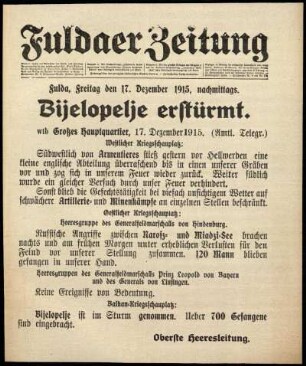 Fuldaer Zeitung
Fulda, Freitag den 17. Dezember 1915, nachmittags.
Bijelopelje erstürmt.
wtb Großes Hauptquartier, 17. Dezember 1915. (Amtl. Telegr.)
Westlicher Kriegsschauplatz:
Südwestlich von Armentieres stieß gestern vor Hellwerden eine
kleine englische Abteilung überraschend bis in einen unserer Gräben
vor und zog sich in unserem Feuer wieder zurück. Weiter südlich
wurde ein gleicher Versuch durch unser Feuer verhindert.
Sonst blieb die Gefechtstätigkeit bei vielfach unsichtigem Wetter auf
schwächere Artillerie- und Minenkämpfe an einzelnen Stellen beschränkt.
Oestlicher Kriegsschauplatz:
Heeresgruppe des Generalfeldmarschalls von Hindenburg.
Russische Angriffe zwischen Narosz- und Miadzi-See brachen
nachts und am frühen Morgen unter erheblichen Verlusten für den
Feind vor unserer Stellung zusammen. 120 Mann blieben
gefangen in unserer Hand.
Heeresgruppen des Generalfeldmarschalls Prinz Leopold von Bayern
und des Generals von Linsingen.
Keine Ereignisse von Bedeutung.
Balkan-Kriegsschauplatz:
Bijelopelje ist im Sturm genommen. Ueber 700 Gefangene
sind eingebracht.
Oberste Heeresleitung.